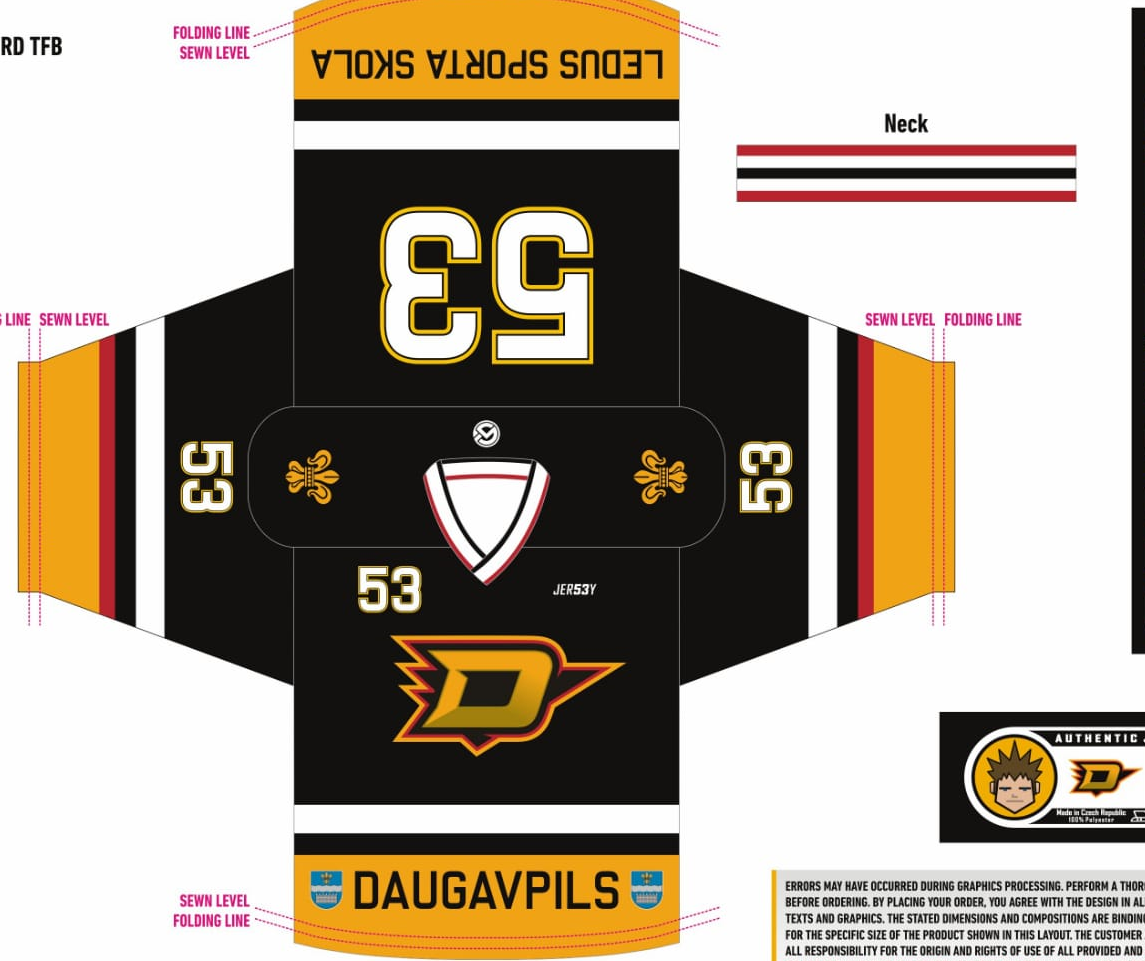 RD TFB
FOLDING LINE
SEWN LEVEL
LEDUS SPORTA SKOLA
Neck
53
LINE SEWN LEVEL
SEWN LEVEL FOLDING LINE
53
53
53
JER53Y
D
AUTHENTIC
D
Made in Czech Republic
100% Polyester
SEWN LEVEL
FOLDING LINE
DAUGAVPILS
ERRORS MAY HAVE OCCURRED DURING GRAPHICS PROCESSING. PERFORM A
BEFORE ORDERING. BY PLACING YOUR ORDER, YOU AGREE WITH THE DESIGN IN
TEXTS AND GRAPHICS. THE STATED DIMENSIONS AND COMPOSITIONS ARE
FOR THE SPECIFIC SIZE OF THE PRODUCT SHOWN IN THIS LAYOUT. THE CUSTOMER
ALL RESPONSIBILITY FOR THE ORIGIN AND RIGHTS OF USE OF ALL PROVIDED AND